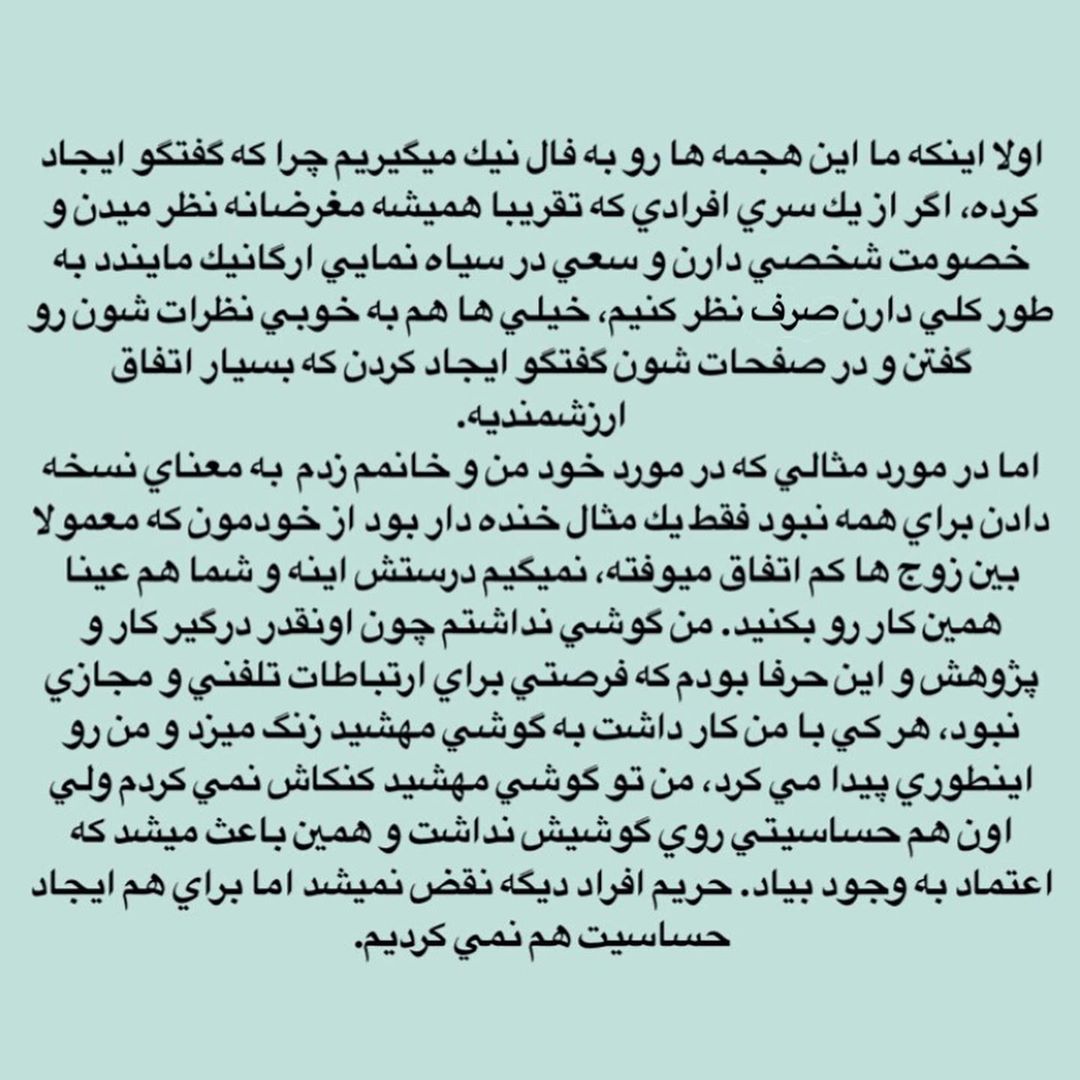 اولا اينكه ما اين هجمه ها رو به فال نيك ميگيريم چرا كه گفتگو ايجاد
كرده، اگر از يك سري افرادي كه تقريبا هميشه مغرضانه نظر ميدن و
خصومت شخصي دارن و سعي در سياه نمايي ارگانيك مايندد به
طور كلي دارن صرف نظر كنيم، خيلي ها هم به خوبي نظرات شون رو
گفتن و در صفحات شون گفتگو ايجاد كردن كه بسيار اتفاق
ارزشمنديه.
اما در مورد مثالي كه در مورد خود من و خانمم زدم به معناي نسخه
دادن براي همه نبود فقط يك مثال خنده دار بود از خودمون كه معمولا
بين زوج ها كم اتفاق ميوفته، نميگيم درستش اينه و شما هم عينا
همين كار رو بكنيد. من گوشي نداشتم چون اونقدر درگير كار و
پژوهش و اين حرفا بودم كه فرصتي براي ارتباطات تلفني و مجازي
نبود، هر كي با من كار داشت به گوشي مهشيد زنگ ميزد و من رو
اينطوري پيدا مي كرد، من تو گوشي مهشيد كنكاش نمي كردم ولي
اون هم حساسيتي روي گوشيش نداشت و همين باعث ميشد كه
اعتماد به وجود بياد. حريم افراد ديگه نقض نميشد اما براي هم ايجاد
حساسيت هم نمي كرديم.